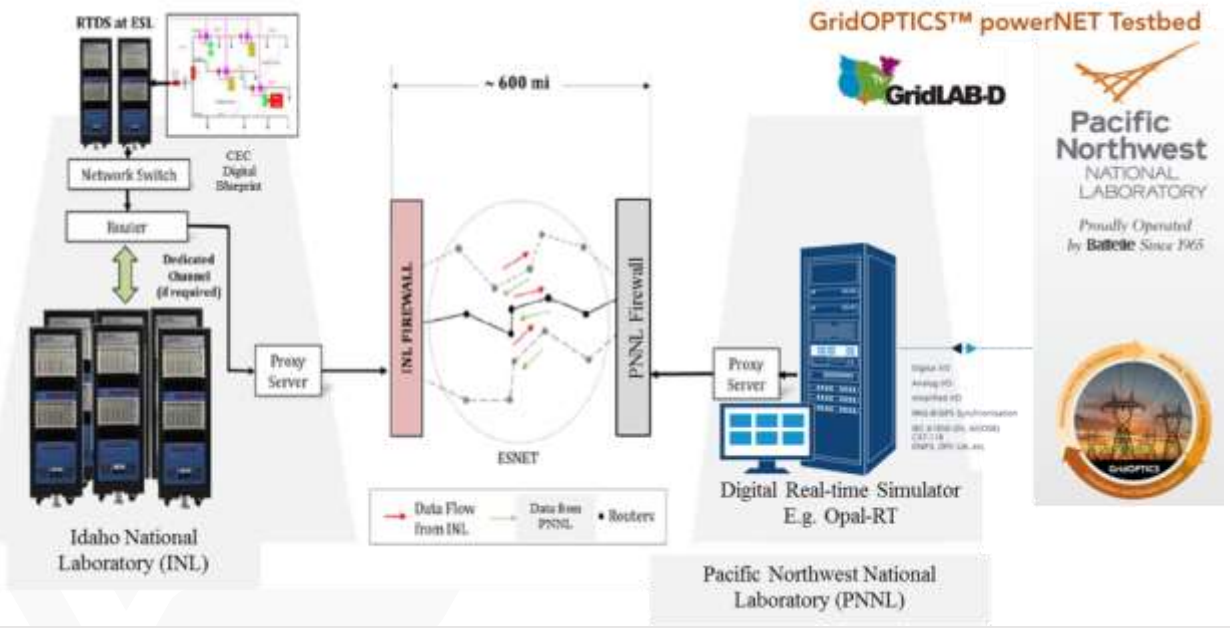 RTDS at ESL
CEC
Digital
Blueprint
Network Switch
Router
Dedicated
Channel
(if required)
Proxy
Server
Idaho National
Laboratory (INL)
~ 600 mi
INL FIREWALL
PNNL Firewall
ESNET
Data Flow
from INL
Data from
PNNL
Routers
GridOPTICS™ powerNET Testbed
GridLAB-D
Proxy
Server
Digital I/O
Analog I/O
Digital Real-time Simulator
E.g. Opal-RT
Pacific Northwest National
Laboratory (PNNL)
Pacific
Northwest
NATIONAL
LABORATORY
Proudly Operated
by Battelle Since 1965
GridOPTICS